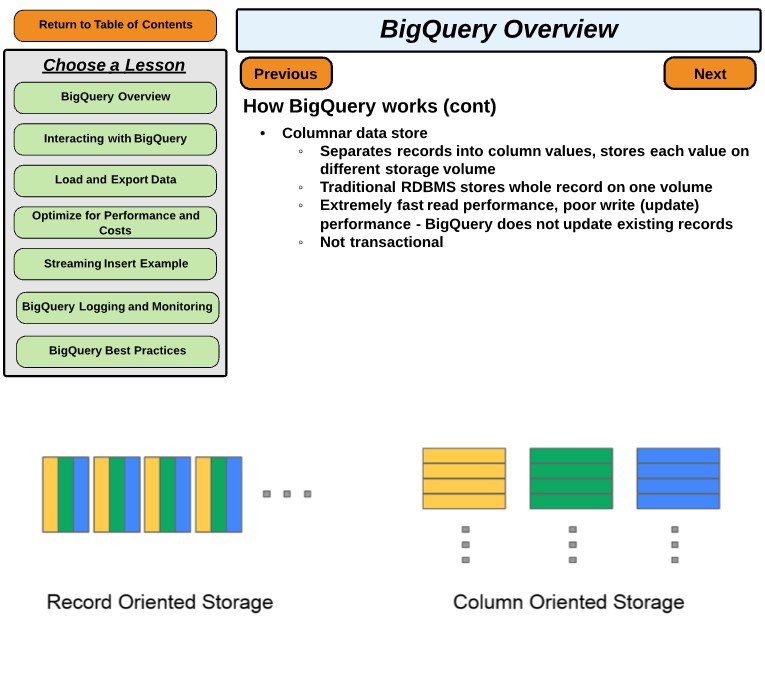 Return to Table of Contents
Choose a Lesson
BigQuery Overview
Interacting with BigQuery
Load and Export Data
Optimize for Performance and
Costs
Streaming Insert Example
BigQuery Logging and Monitoring
BigQuery Best Practices
BigQuery Overview
Previous
Next
How BigQuery works (cont)
• Columnar data store
◦ Separates records into column values, stores each value on
different storage volume
◦ Traditional RDBMS stores whole record on one volume
◦ Extremely fast read performance, poor write (update)
performance - BigQuery does not update existing records
◦ Not transactional
Record Oriented Storage
Column Oriented Storage